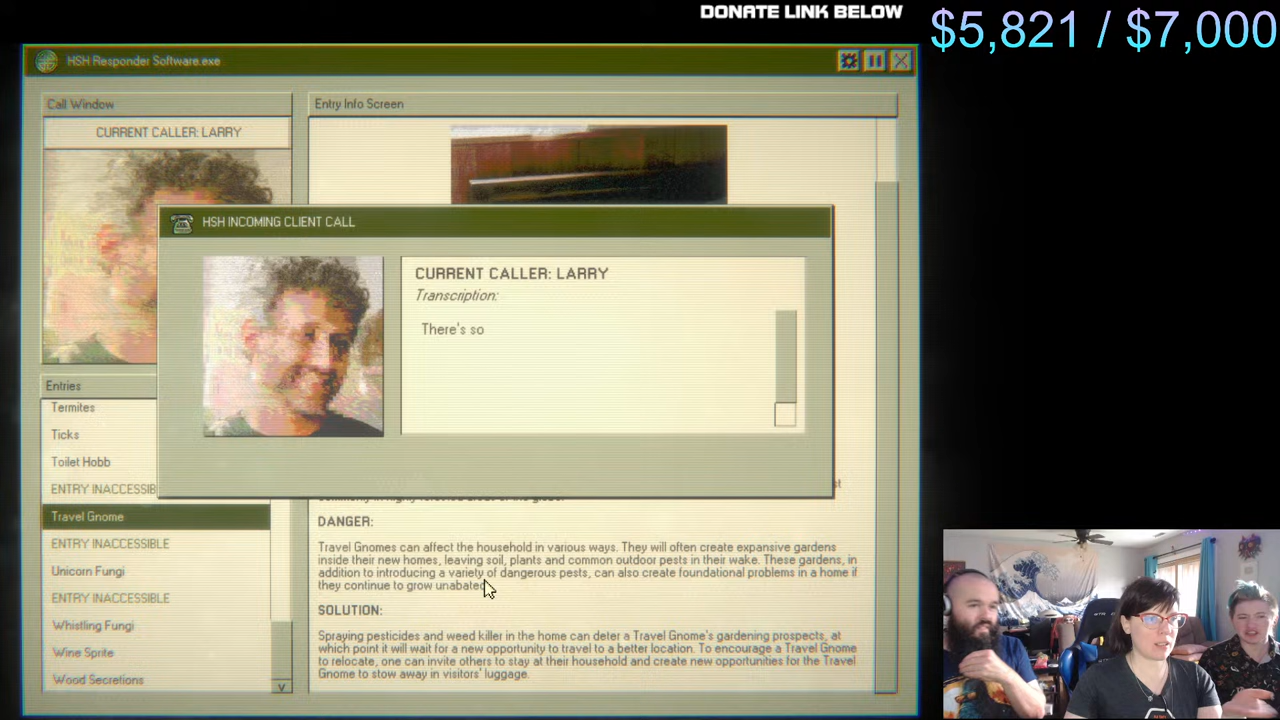 DONATE LINK BELOW
$5,821 / $7,000
HSH Responder Software.exe
Call Window
Entry Info Screen
CURRENT CALLER: LARRY
HSH INCOMING CLIENT CALL
CURRENT CALLER: LARRY
Transcription:
There's so
Entries
Termites
Ticks
Toilet Hobb
ENTRY INACCESSIB
Travel Gnome
ENTRY INACCESSIBLE
Unicorn Fungi
ENTRY INACCESSIBLE
Whistling Fungi
Wine Sprite
Wood Secretions
DANGER:
Travel Gnomes can affect the household in various ways. They will often create expansive gardens
inside their new homes, leaving soil, plants and common outdoor pests in their wake. These gardens, in
addition to introducing a variety of dangerous pests, can also create foundational problems in a home if
they continue to grow unabated
SOLUTION:
Spraying pesticides and weed killer in the home can deter a Travel Gnome's gardening prospects, at
which point it will wait for a new opportunity to travel to a better location. To encourage a Travel Gnome
to relocate, one can invite others to stay at their household and create new opportunities for the Travel
Gnome to stow away in visitors' luggage.